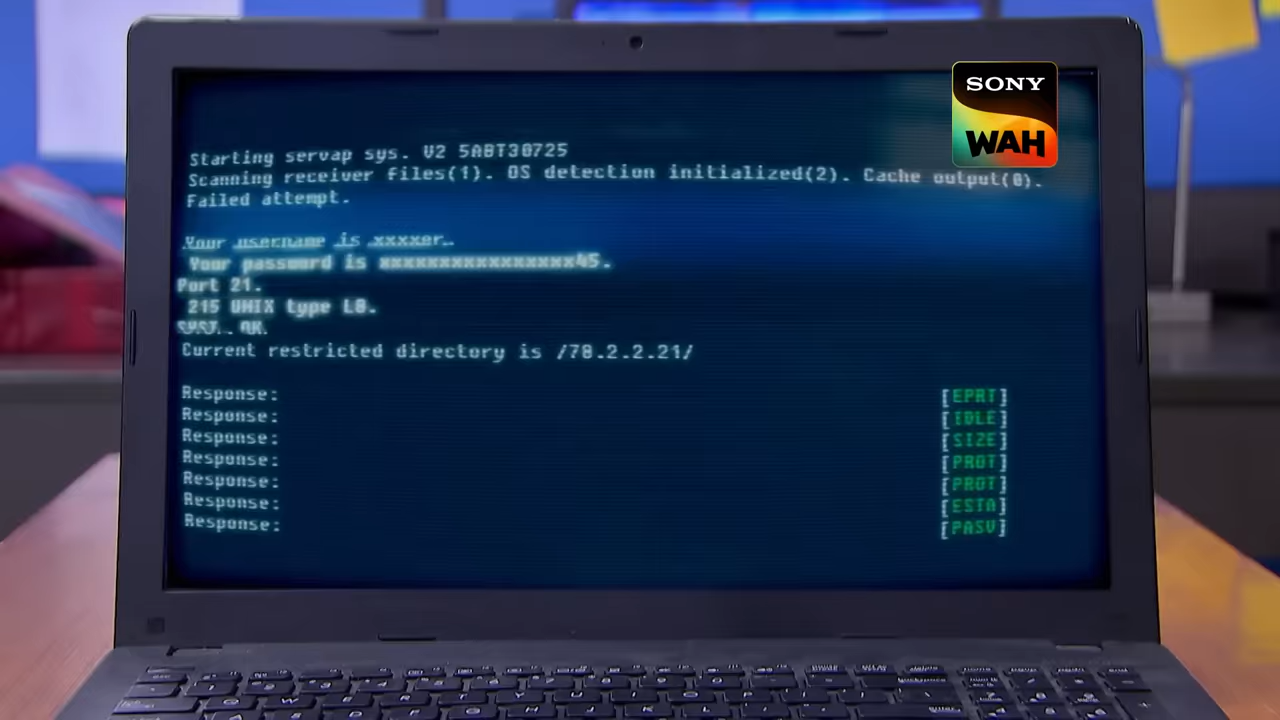 SONY
WAH
Starting servap sys. V2 5ABT30725
Scanning receiver files(1). OS detection initialized(2). Cache output(0).
Failed attempt.
Your username is xxxxer.
Your password is xxxxxxxxxxxxxxxx45.
Port 21.
215 UNIX type L8.
SYST. OK.
Current restricted directory is /78.2.2.21/
Response: [EPRT]
Response: [IDLE]
Response: [SIZE]
Response: [PROT]
Response: [PROT]
Response: [ESTA]
Response: [PASV]